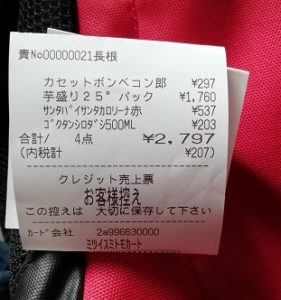 責No00000021長根
カセットボンベコン郎 ¥297
芋盛り25°パック ¥1,760
サンタバイサンタカロリーナ赤 ¥537
ゴクタンシロダシ500ML ¥203
合計/ 4点 ¥2,797
(内税計 ¥207)
クレジット売上票
お客様控え
この控えは 大切に保存して下さい
カード会社 2a996630000
ミツイスミトモカード